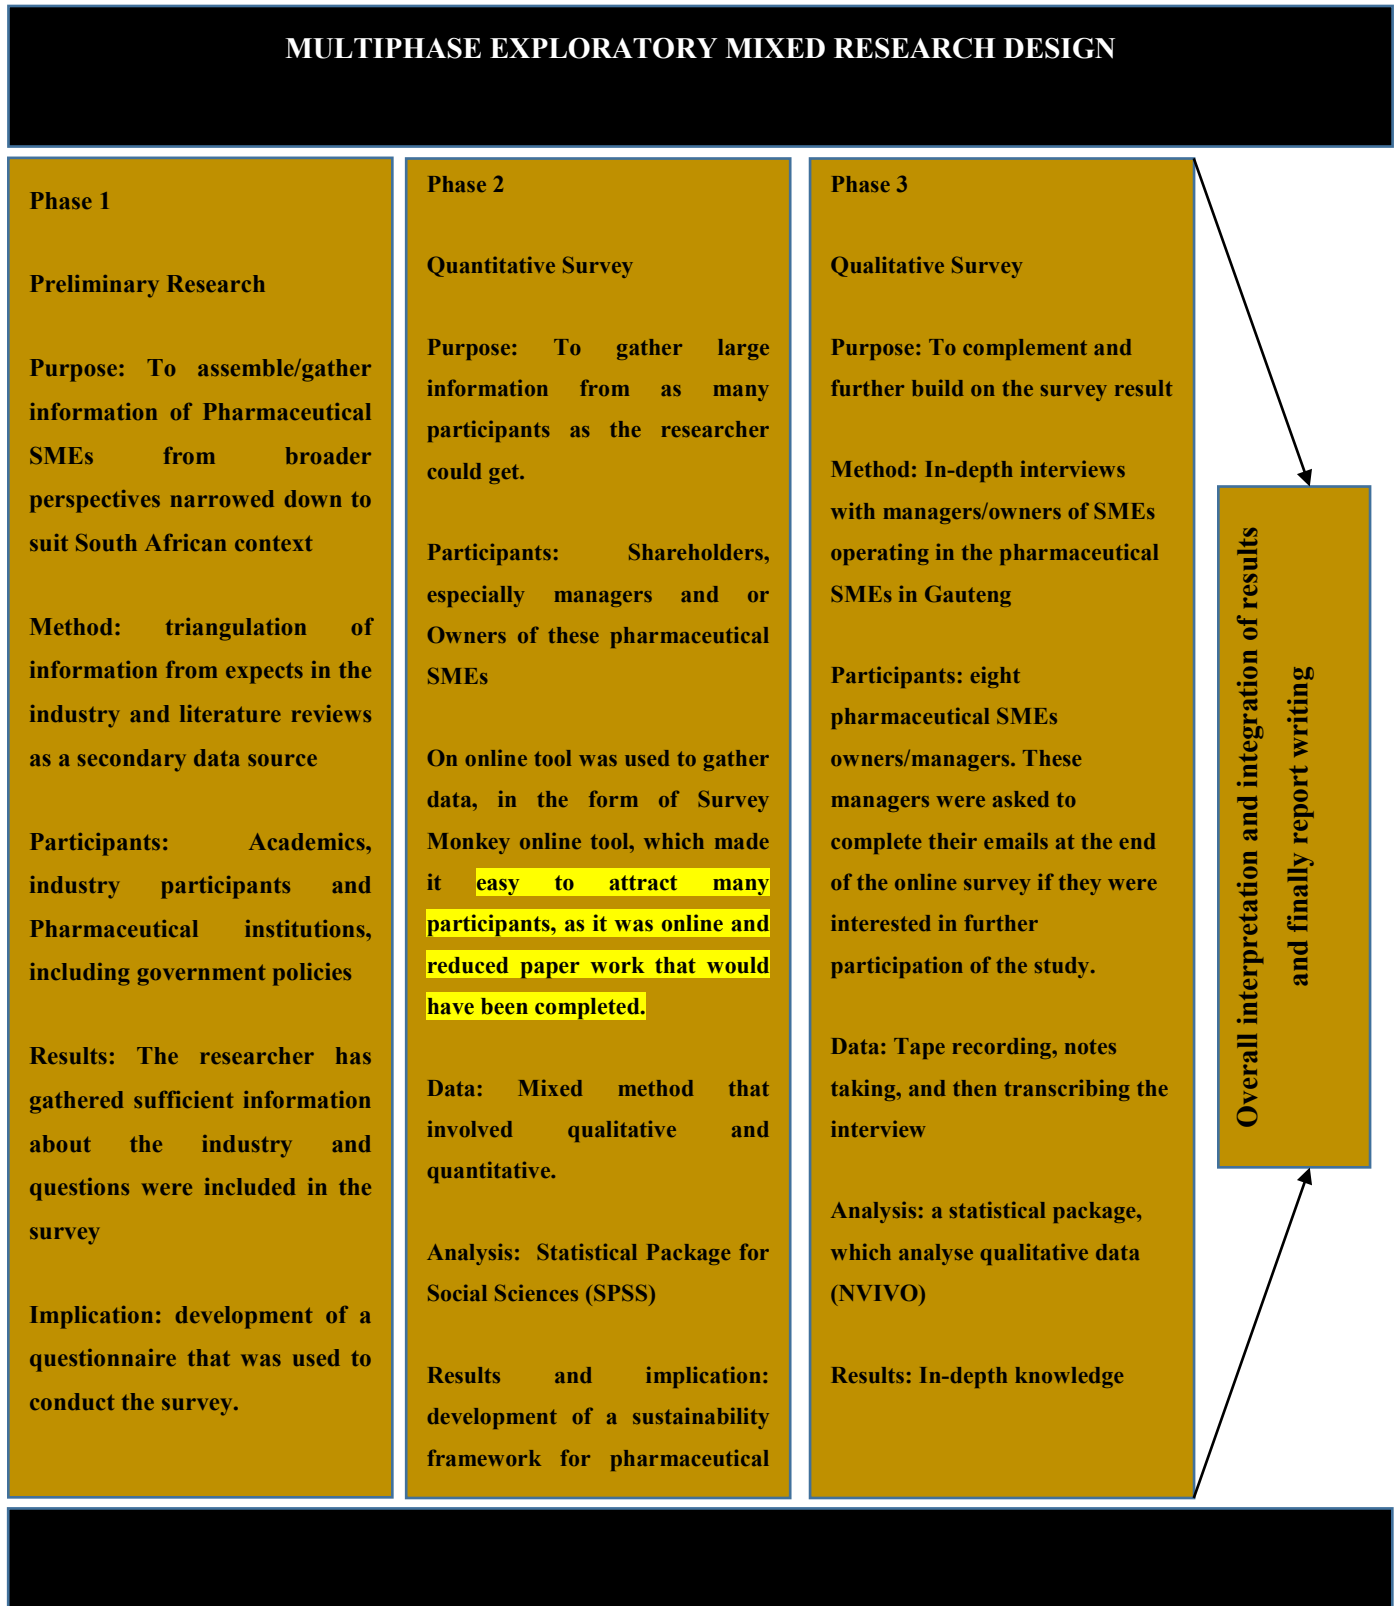 MULTIPHASE EXPLORATORY MIXED RESEARCH DESIGN
Phase 1
Preliminary Research
Purpose: To assemble/gather
information of Pharmaceutical
SMEs from broader
perspectives narrowed down to
suit South African context
Method: triangulation of
information from expects in the
industry and literature reviews
as a secondary data source
Participants: Academics,
industry participants and
Pharmaceutical institutions,
including government policies
Results: The researcher has
gathered sufficient information
about the industry and
questions were included in the
survey
Implication: development of a
questionnaire that was used to
conduct the survey.
Phase 2
Quantitative Survey
Purpose: To gather large
information from as many
participants as the researcher
could get.
Participants: Shareholders,
especially managers and or
Owners of these pharmaceutical
SMEs
On online tool was used to gather
data, in the form of Survey
Monkey online tool, which made
it easy to attract many
participants, as it was online and
reduced paper work that would
have been completed.
Data: Mixed method that
involved qualitative and
quantitative.
Analysis: Statistical Package for
Social Sciences (SPSS)
Results and implication:
development of a sustainability
framework for pharmaceutical
Phase 3
Qualitative Survey
Purpose: To complement and
further build on the survey result
Method: In-depth interviews
with managers/owners of SMEs
operating in the pharmaceutical
SMEs in Gauteng
Participants: eight
pharmaceutical SMEs
owners/managers. These
managers were asked to
complete their emails at the end
of the online survey if they were
interested in further
participation of the study.
Data: Tape recording, notes
taking, and then transcribing the
interview
Analysis: a statistical package,
which analyse qualitative data
(NVIVO)
Results: In-depth knowledge
Overall interpretation and integration of results
and finally report writing